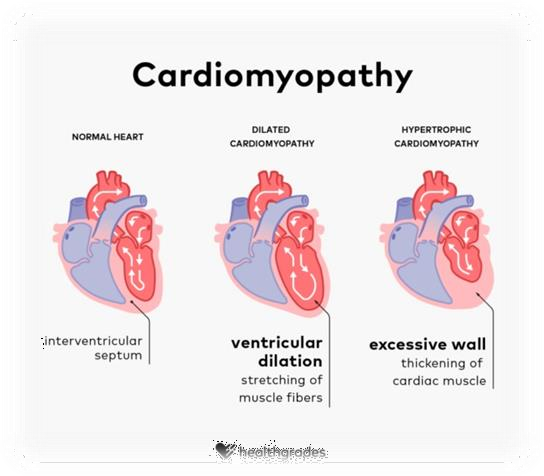 Cardiomyopathy
NORMAL HEART
DILATED
CARDIOMYOPATHY
HYPERTROPHIC
CARDIOMYOPATHY
interventricular
septum
ventricular
dilation
stretching of
muscle fibers
excessive wall
thickening of
cardiac muscle
healthgrades